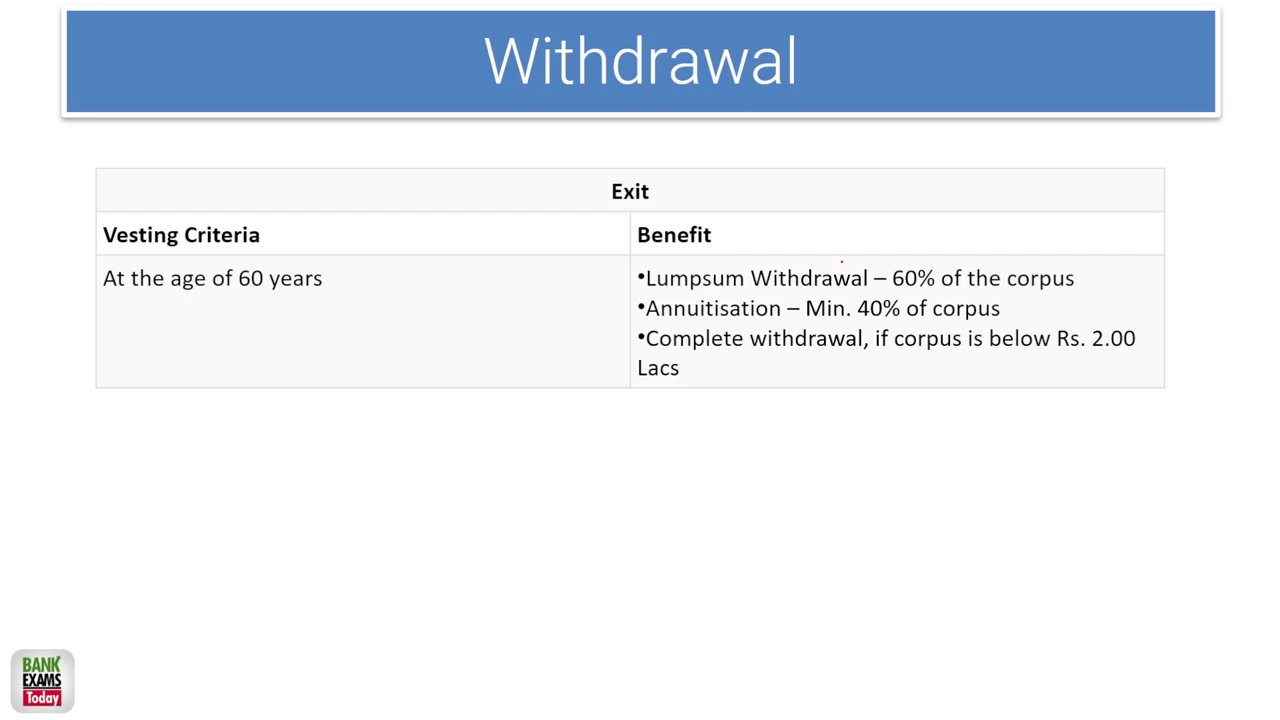 Withdrawal
Exit
Vesting Criteria
Benefit
At the age of 60 years
•Lumpsum Withdrawal – 60% of the corpus
•Annuitisation – Min. 40% of corpus
•Complete withdrawal, if corpus is below Rs. 2.00
Lacs
BANK
EXAMS
Today